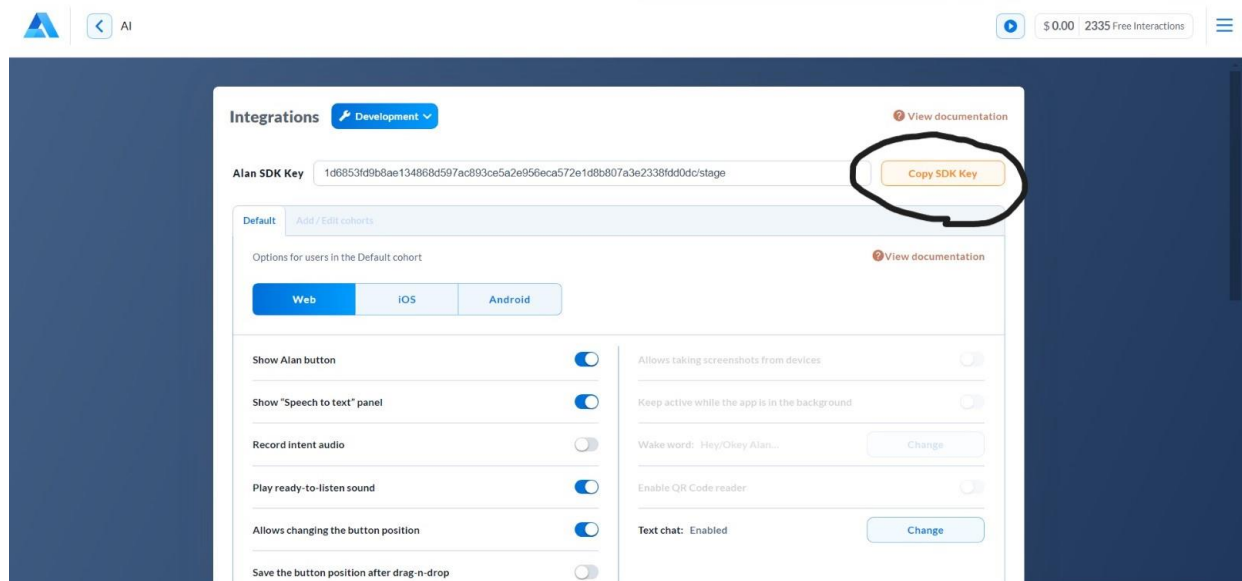 AI
$ 0.00 2335 Free Interactions
Integrations Development View documentation
Alan SDK Key 1d6853fd9b8ae134868d597ac893ce5a2e956eca572e1d8b807a3e2338fdd0dc/stage Copy SDK Key
Default Add / Edit cohorts
Options for users in the Default cohort View documentation
Web iOS Android
Show Alan button Allows taking screenshots from devices
Show "Speech to text" panel Keep active while the app is in the background
Record intent audio Wake word: Hey/Okey Alan... Change
Play ready-to-listen sound Enable QR Code reader
Allows changing the button position Text chat: Enabled Change
Save the button position after drag-n-drop